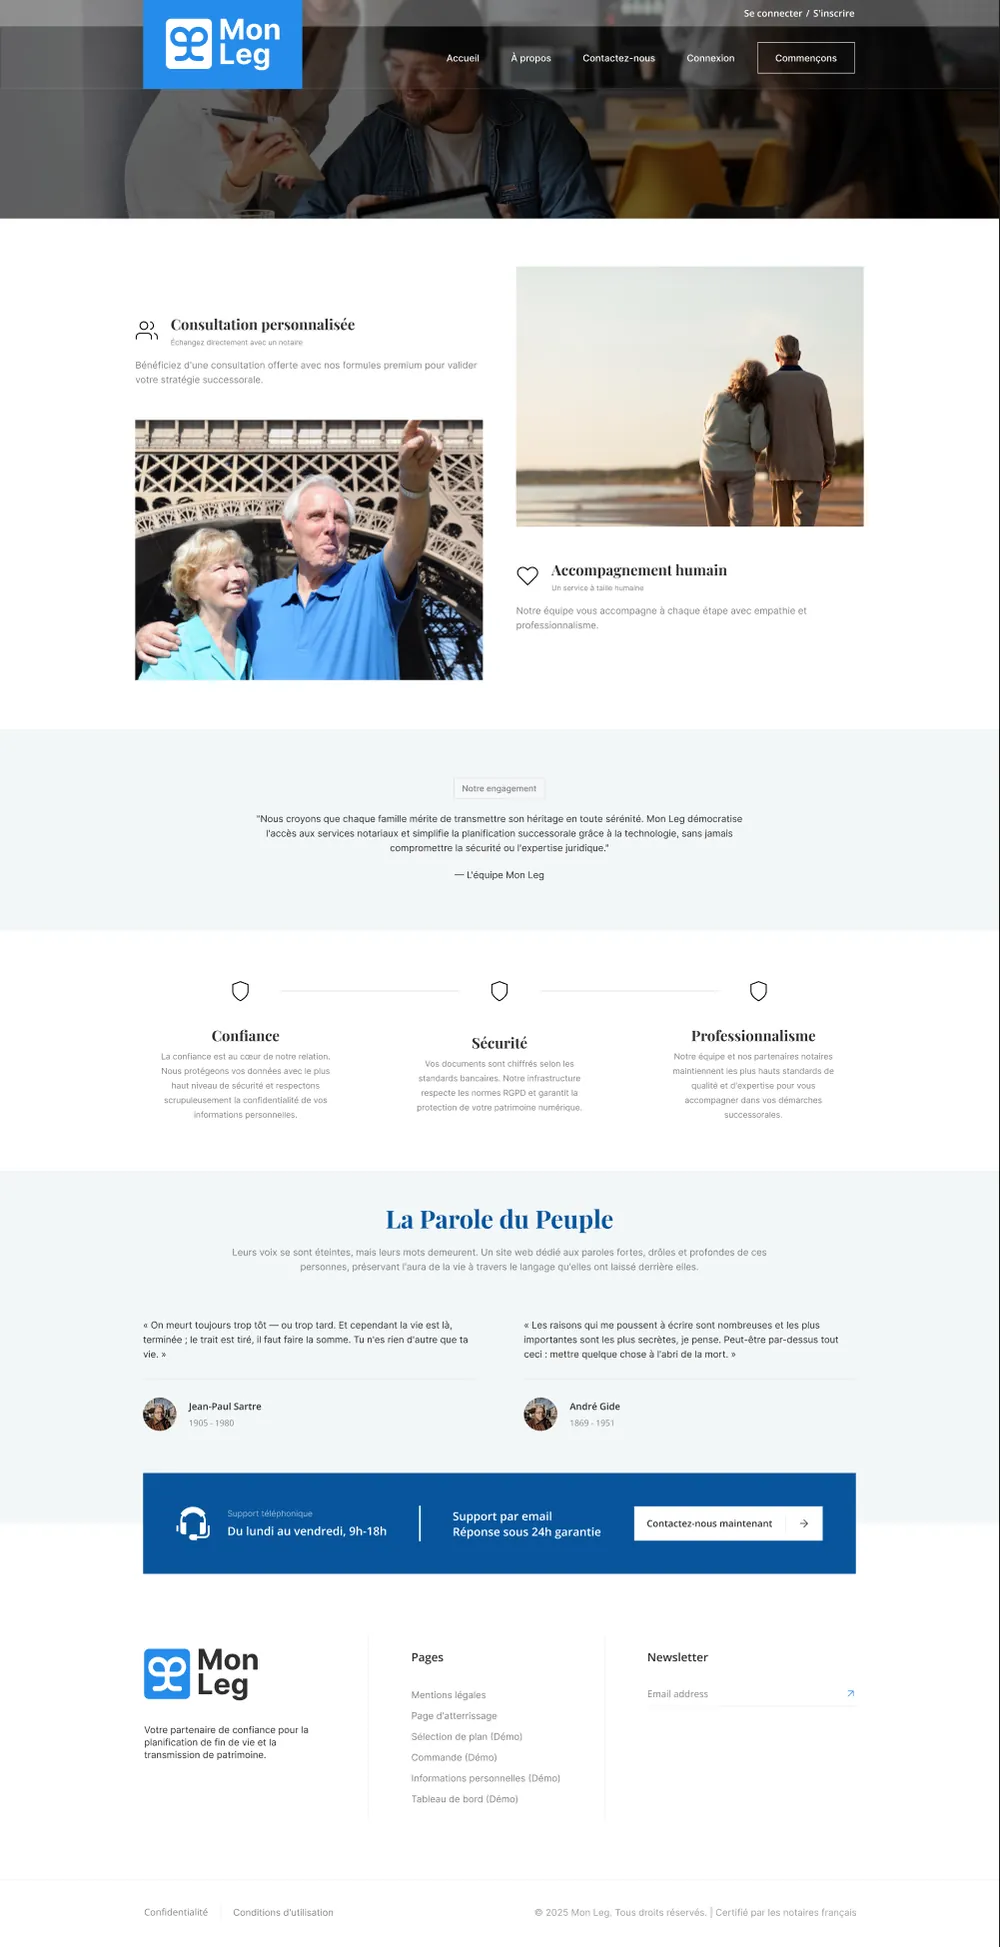 Se connecter / S'inscrire
Mon
Leg
Accueil
À propos
Contactez-nous
Connexion
Commençons
Consultation personnalisée
Échangez directement avec un notaire
Bénéficiez d'une consultation offerte avec nos formules premium pour valider
votre stratégie successorale.
Accompagnement humain
Un service à taille humaine
Notre équipe vous accompagne à chaque étape avec empathie et
professionnalisme.
Notre engagement
"Nous croyons que chaque famille mérite de transmettre son héritage en toute sérénité. Mon Leg démocratise
l'accès aux services notariaux et simplifie la planification successorale grâce à la technologie, sans jamais
compromettre la sécurité ou l'expertise juridique."
— L'équipe Mon Leg
Confiance
La confiance est au cœur de notre relation.
Nous protégeons vos données avec le plus
haut niveau de sécurité et respectons
scrupuleusement la confidentialité de vos
informations personnelles.
Sécurité
Vos documents sont chiffrés selon les
standards bancaires. Notre infrastructure
respecte les normes RGPD et garantit la
protection de votre patrimoine numérique.
Professionnalisme
Notre équipe et nos partenaires notaires
maintiennent les plus hauts standards de
qualité et d'expertise pour vous
accompagner dans vos démarches
successorales.
La Parole du Peuple
Leurs voix se sont éteintes, mais leurs mots demeurent. Un site web dédié aux paroles fortes, drôles et profondes de ces
personnes, préservant l'aura de la vie à travers le langage qu'elles ont laissé derrière elles.
« On meurt toujours trop tôt — ou trop tard. Et cependant la vie est là,
terminée ; le trait est tiré, il faut faire la somme. Tu n'es rien d'autre que ta
vie. »
Jean-Paul Sartre
1905 - 1980
« Les raisons qui me poussent à écrire sont nombreuses et les plus
importantes sont les plus secrètes, je pense. Peut-être par-dessus tout
ceci : mettre quelque chose à l'abri de la mort. »
André Gide
1869 - 1951
Support téléphonique
Du lundi au vendredi, 9h-18h
Support par email
Réponse sous 24h garantie
Contactez-nous maintenant
Mon
Leg
Votre partenaire de confiance pour la
planification de fin de vie et la
transmission de patrimoine.
Pages
Mentions légales
Page d'atterrissage
Sélection de plan (Démo)
Commande (Démo)
Informations personnelles (Démo)
Tableau de bord (Démo)
Newsletter
Email address
Confidentialité
Conditions d'utilisation
© 2025 Mon Leg. Tous droits réservés. | Certifié par les notaires français